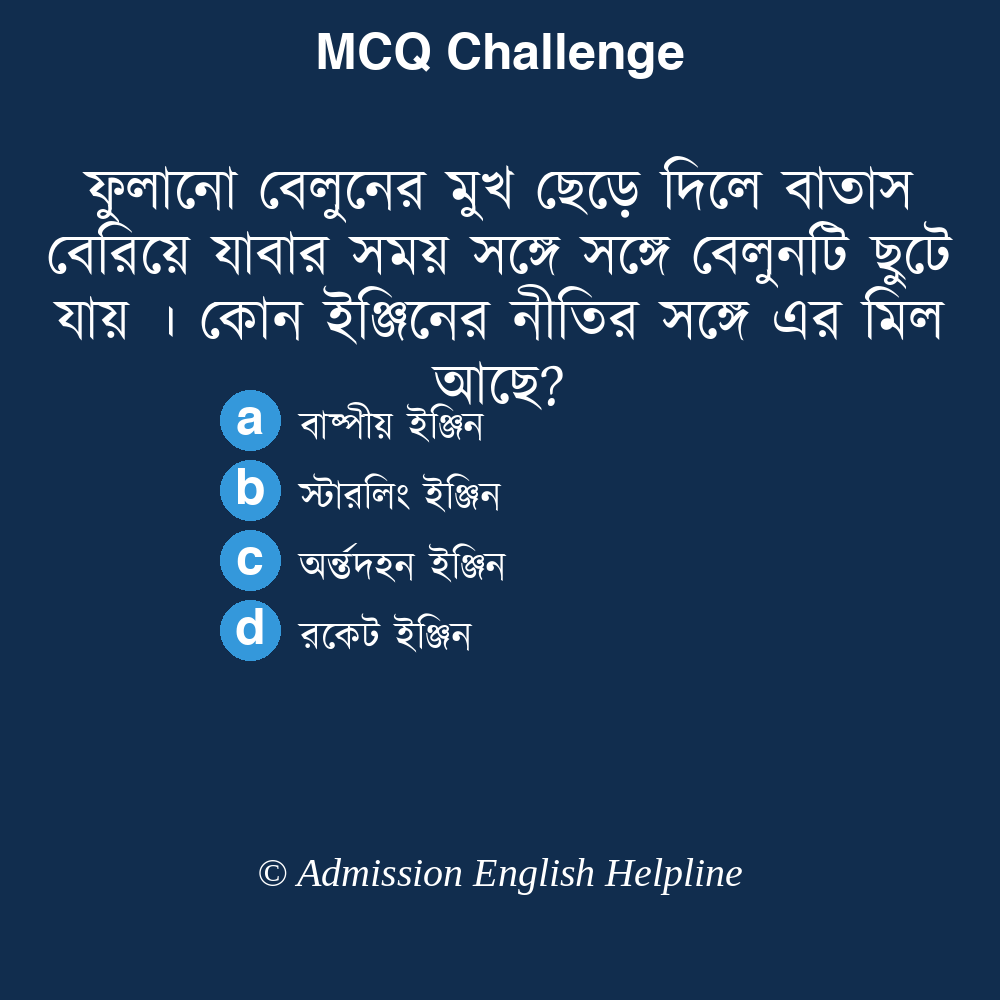 MCQ Challenge
ফুলানো বেলুনের মুখ ছেড়ে দিলে বাতাস
বেরিয়ে যাবার সময় সঙ্গে সঙ্গে বেলুনটি ছুটে
যায় । কোন ইঞ্জিনের নীতির সঙ্গে এর মিল
আছে?
a বাষ্পীয় ইঞ্জিন
b স্টারলিং ইঞ্জিন
c অর্ন্তদহন ইঞ্জিন
d রকেট ইঞ্জিন
© Admission English Helpline